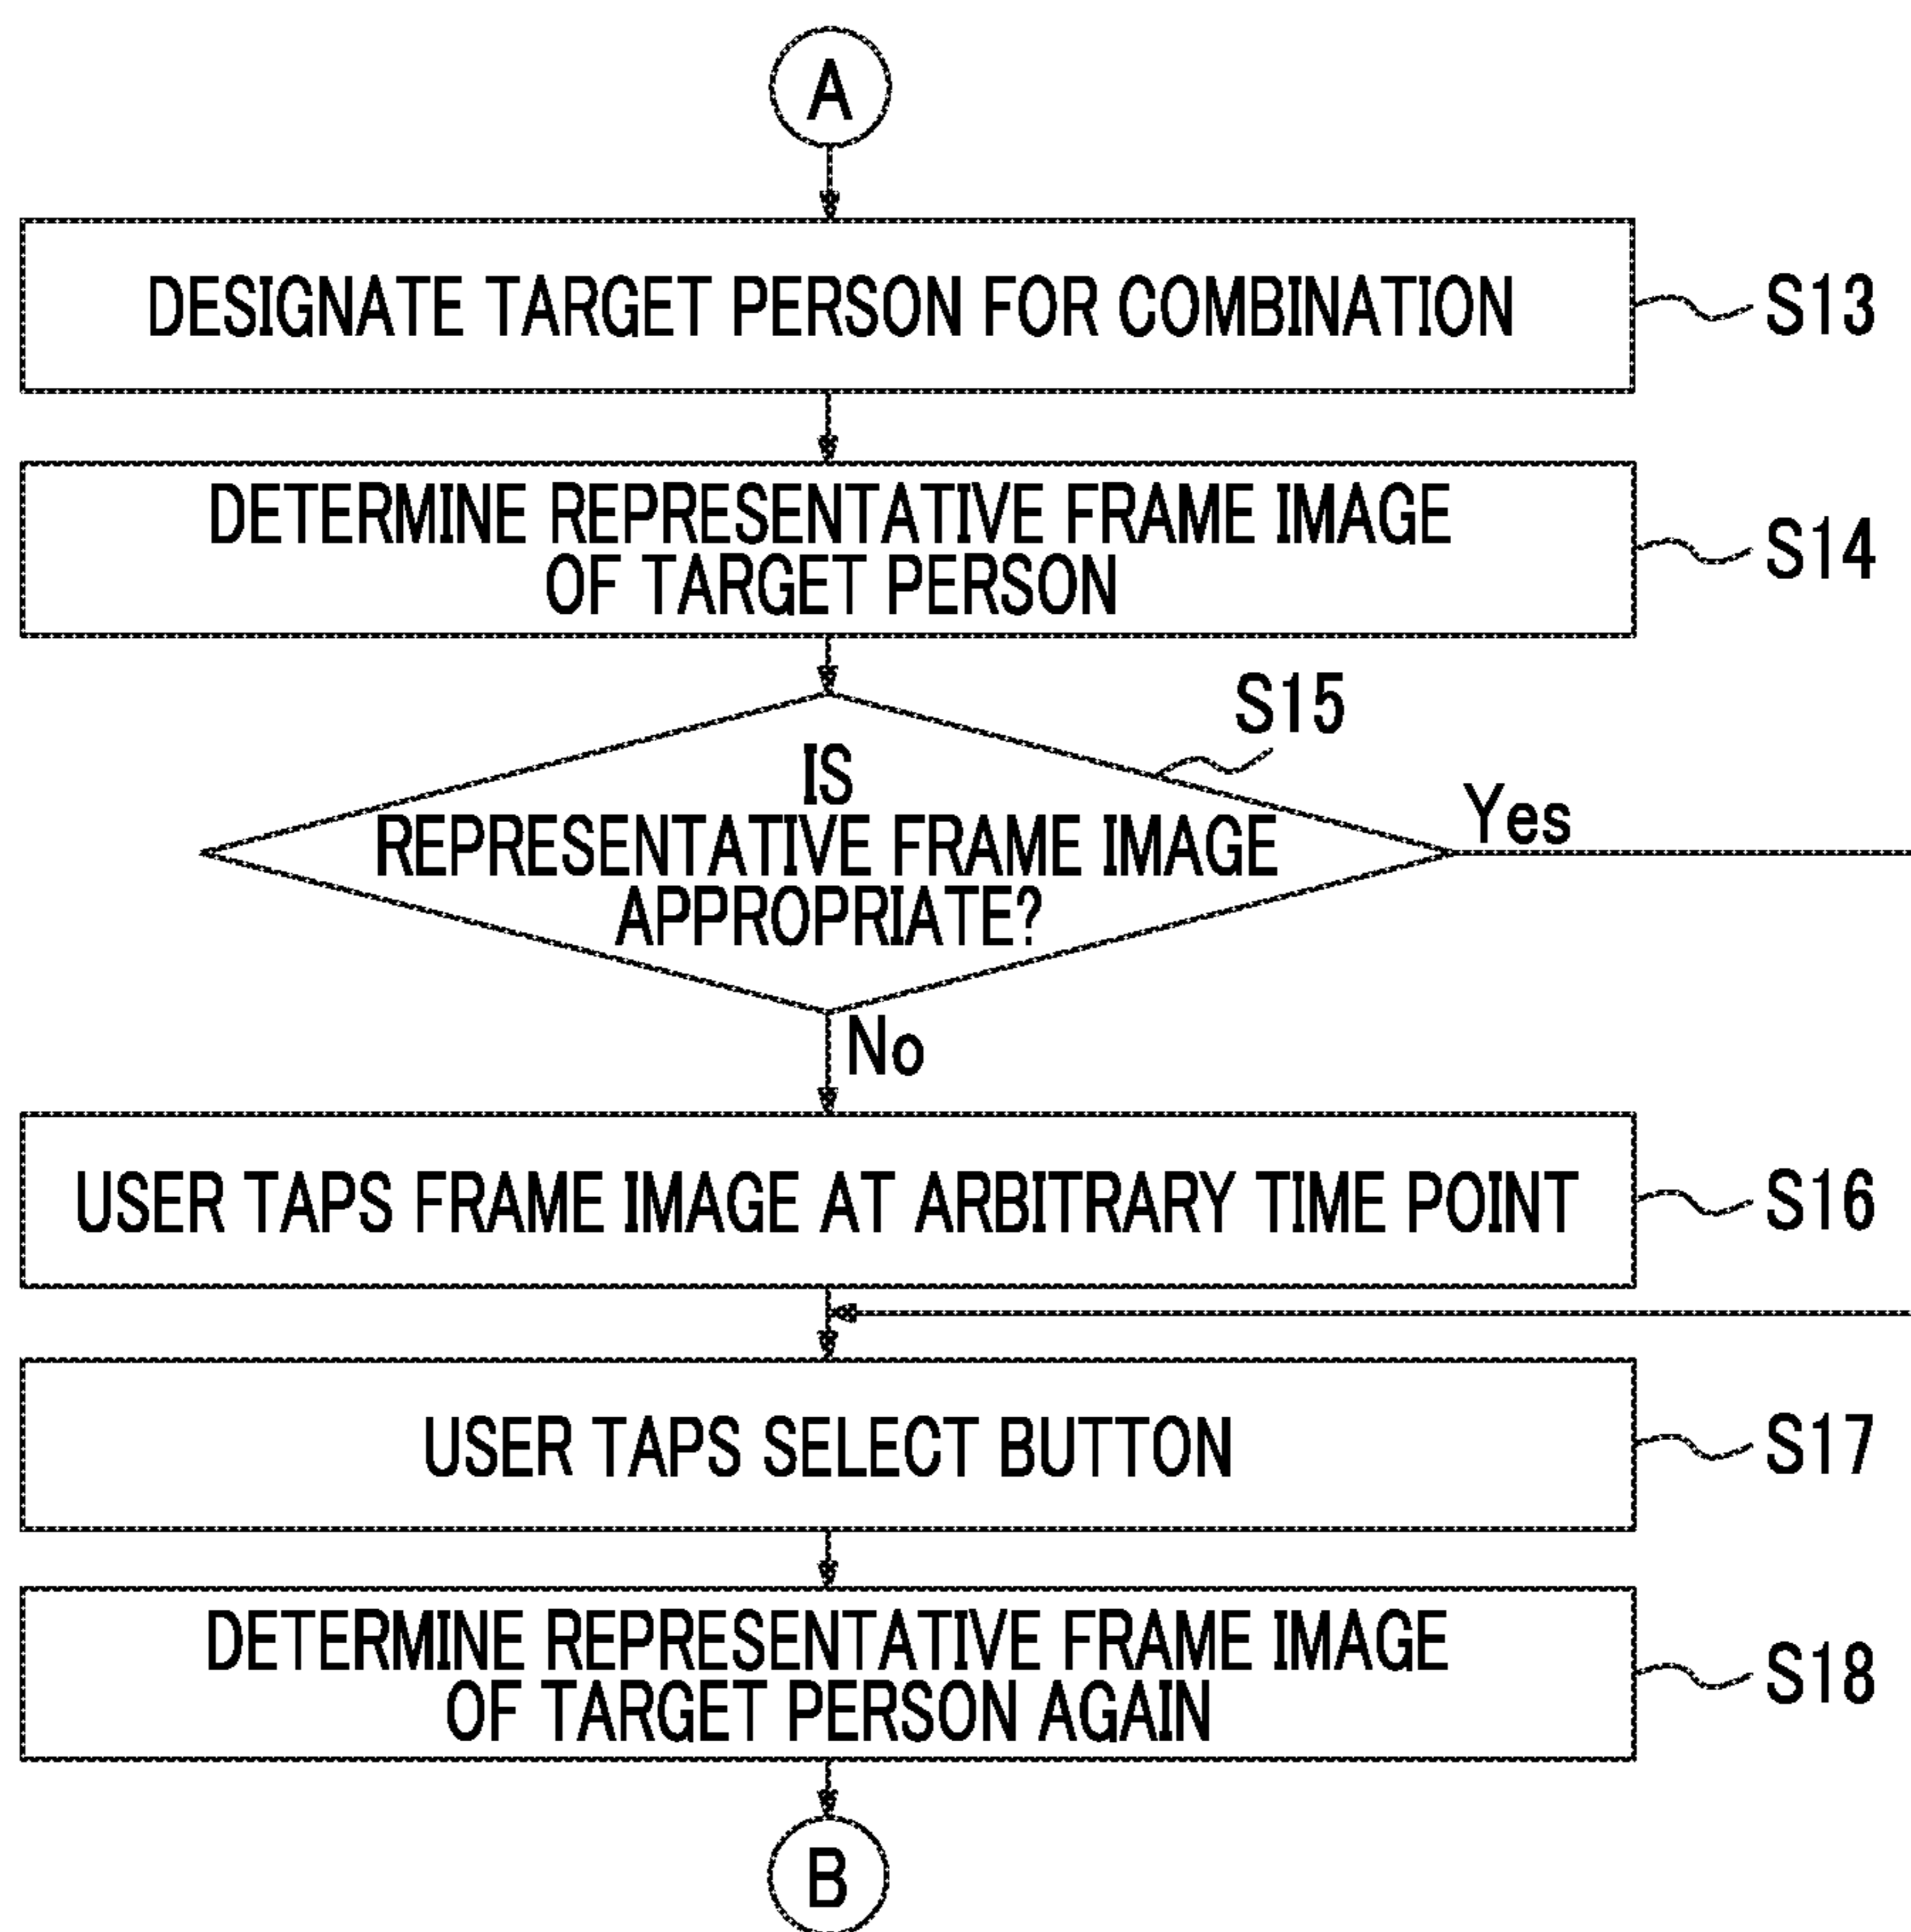 A
DESIGNATE TARGET PERSON FOR COMBINATION
S13
DETERMINE REPRESENTATIVE FRAME IMAGE
OF TARGET PERSON
S14
S15
IS
REPRESENTATIVE FRAME IMAGE
APPROPRIATE?
Yes
No
USER TAPS FRAME IMAGE AT ARBITRARY TIME POINT
S16
USER TAPS SELECT BUTTON
S17
DETERMINE REPRESENTATIVE FRAME IMAGE
OF TARGET PERSON AGAIN
S18
B